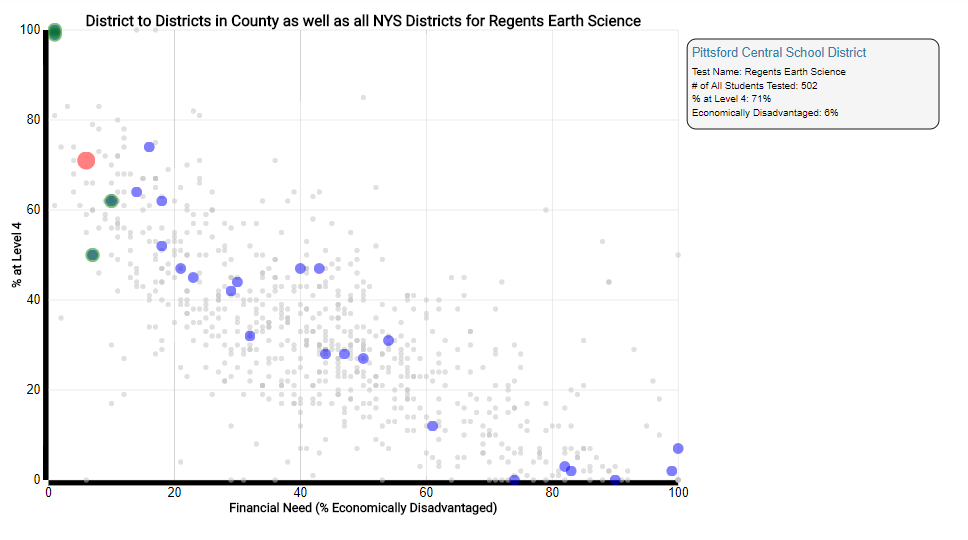 District to Districts in County as well as all NYS Districts for Regents Earth Science
100
80
60
40
20
0
% at Level 4
0 20 40 60 80 100
Financial Need (% Economically Disadvantaged)
Pittsford Central School District
Test Name: Regents Earth Science
# of All Students Tested: 502
% at Level 4: 71%
Economically Disadvantaged: 6%